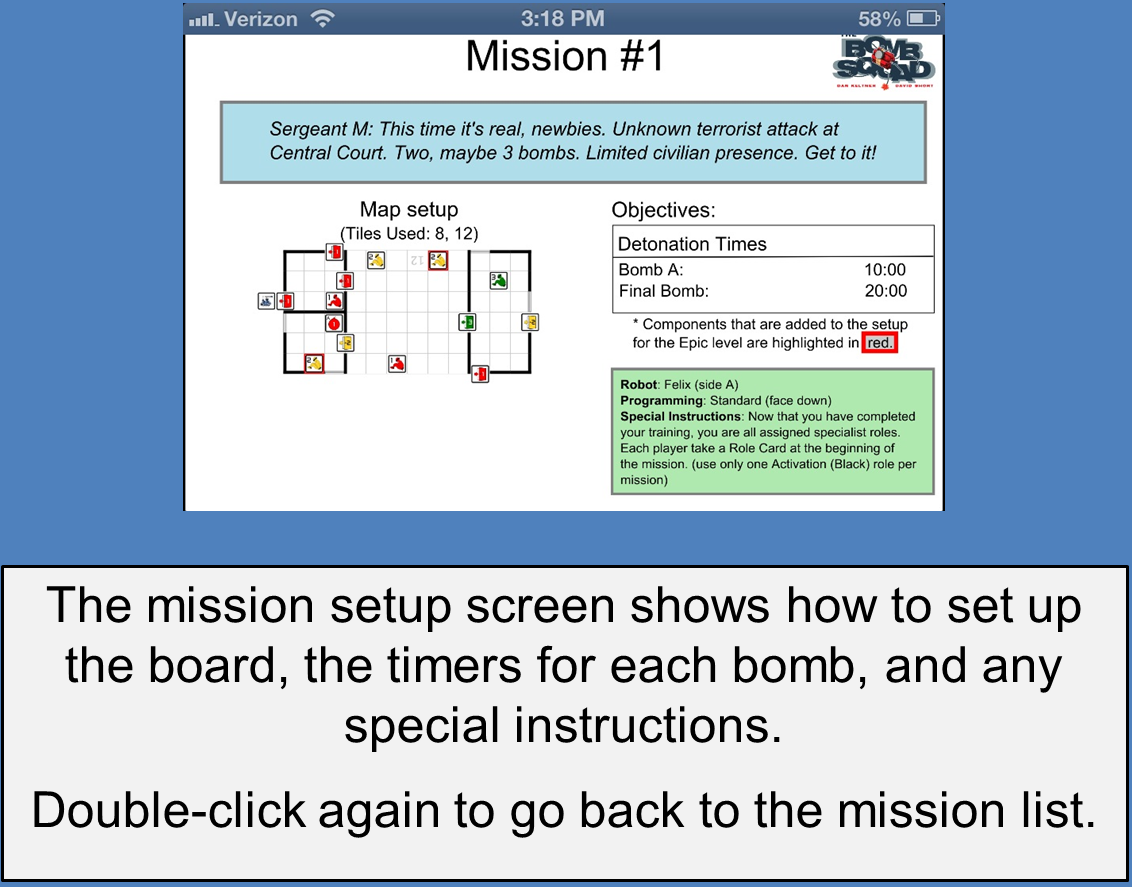 Verizon 3:18 PM 58%
Mission #1
THE
BOMB
SQUAD
DAN KELTNER DAVID SHORT
Sergeant M: This time it's real, newbies. Unknown terrorist attack at
Central Court. Two, maybe 3 bombs. Limited civilian presence. Get to it!
Map setup
(Tiles Used: 8, 12)
12
Objectives:
Detonation Times
Bomb A: 10:00
Final Bomb: 20:00
* Components that are added to the setup
for the Epic level are highlighted in red.
Robot: Felix (side A)
Programming: Standard (face down)
Special Instructions: Now that you have completed
your training, you are all assigned specialist roles.
Each player take a Role Card at the beginning of
the mission. (use only one Activation (Black) role per
mission)
The mission setup screen shows how to set up
the board, the timers for each bomb, and any
special instructions.
Double-click again to go back to the mission list.